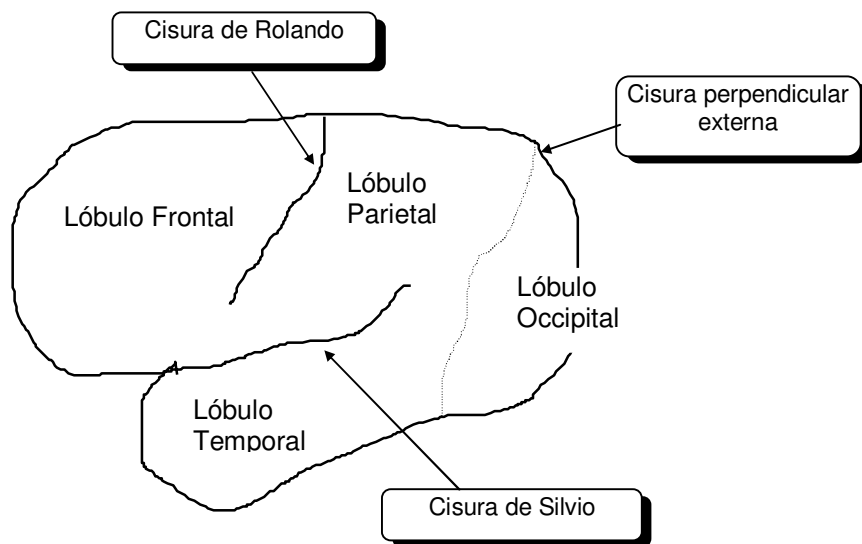 Cisura de Rolando
Cisura perpendicular
externa
Lóbulo
Parietal
Lóbulo Frontal
Lóbulo
Occipital
Lóbulo
Temporal
Cisura de Silvio